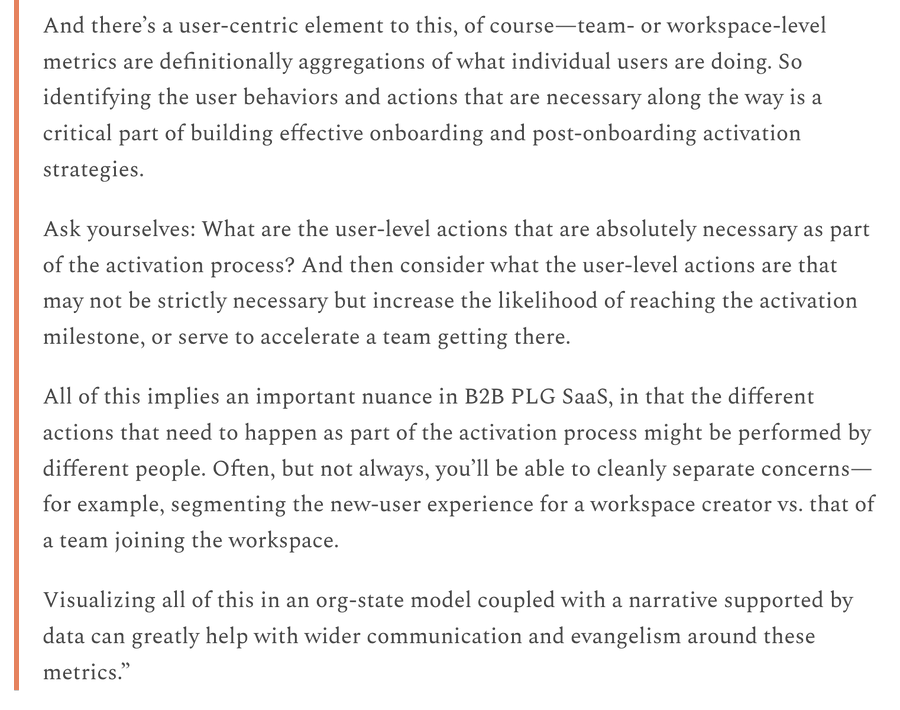 And there’s a user-centric element to this, of course—team- or workspace-level
metrics are definitionally aggregations of what individual users are doing. So
identifying the user behaviors and actions that are necessary along the way is a
critical part of building effective onboarding and post-onboarding activation
strategies.
Ask yourselves: What are the user-level actions that are absolutely necessary as part
of the activation process? And then consider what the user-level actions are that
may not be strictly necessary but increase the likelihood of reaching the activation
milestone, or serve to accelerate a team getting there.
All of this implies an important nuance in B2B PLG SaaS, in that the different
actions that need to happen as part of the activation process might be performed by
different people. Often, but not always, you’ll be able to cleanly separate concerns—
for example, segmenting the new-user experience for a workspace creator vs. that of
a team joining the workspace.
Visualizing all of this in an org-state model coupled with a narrative supported by
data can greatly help with wider communication and evangelism around these
metrics.”